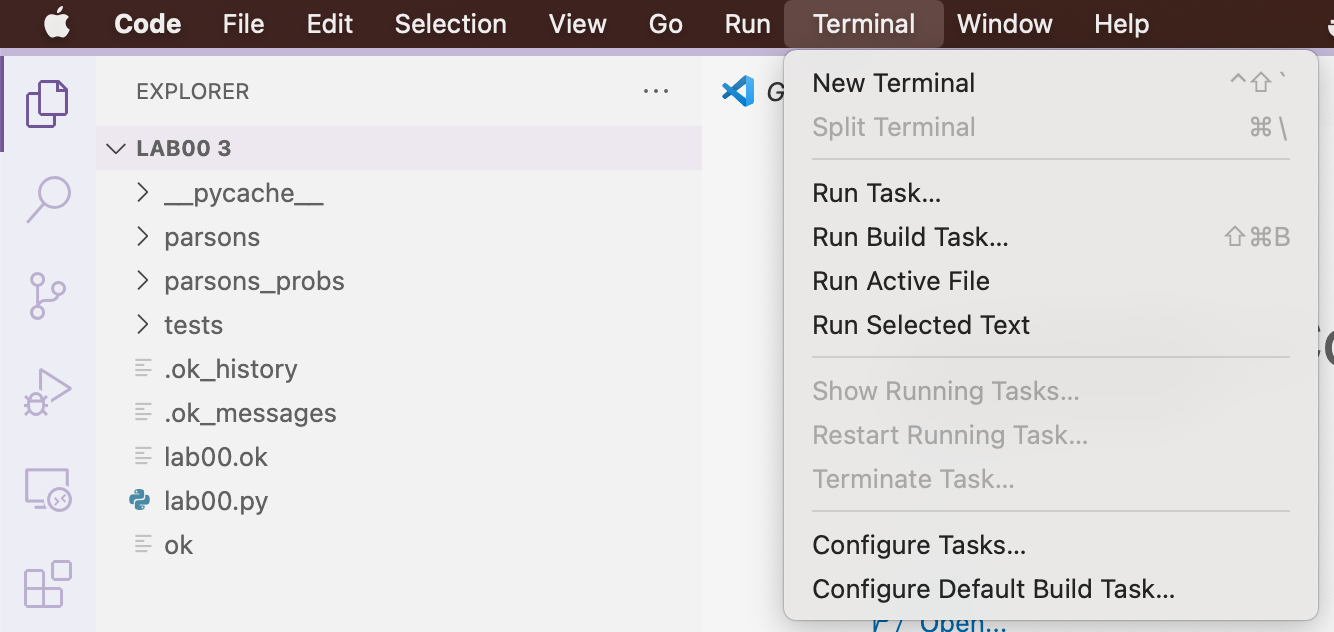 Code File Edit Selection View Go Run Terminal Window Help
EXPLORER ···
LAB00 3
__pycache__
parsons
parsons_probs
tests
.ok_history
.ok_messages
lab00.ok
lab00.py
ok
G
New Terminal ^⇧`
Split Terminal ⌘\
Run Task...
Run Build Task... ⇧⌘B
Run Active File
Run Selected Text
Show Running Tasks...
Restart Running Task...
Terminate Task...
Configure Tasks...
Configure Default Build Task...
Open...